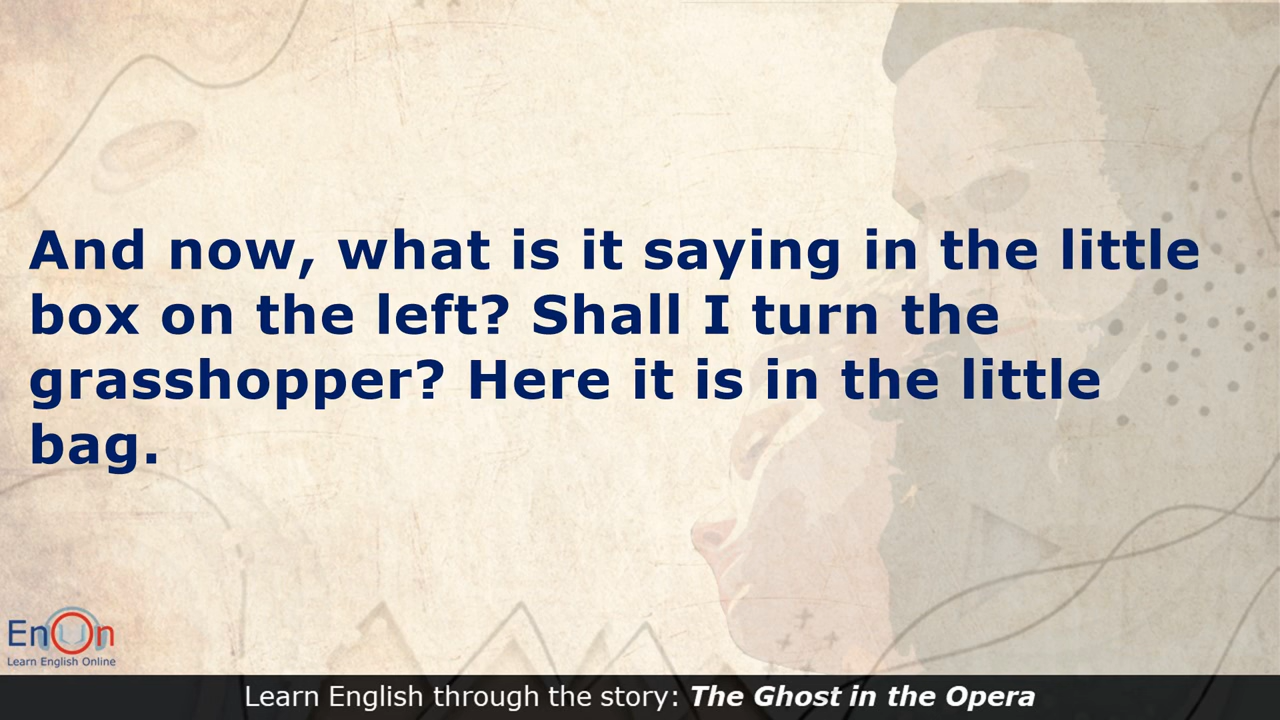 And now, what is it saying in the little
box on the left? Shall I turn the
grasshopper? Here it is in the little
bag.
EnOn
Learn English Online
Learn English through the story: The Ghost in the Opera